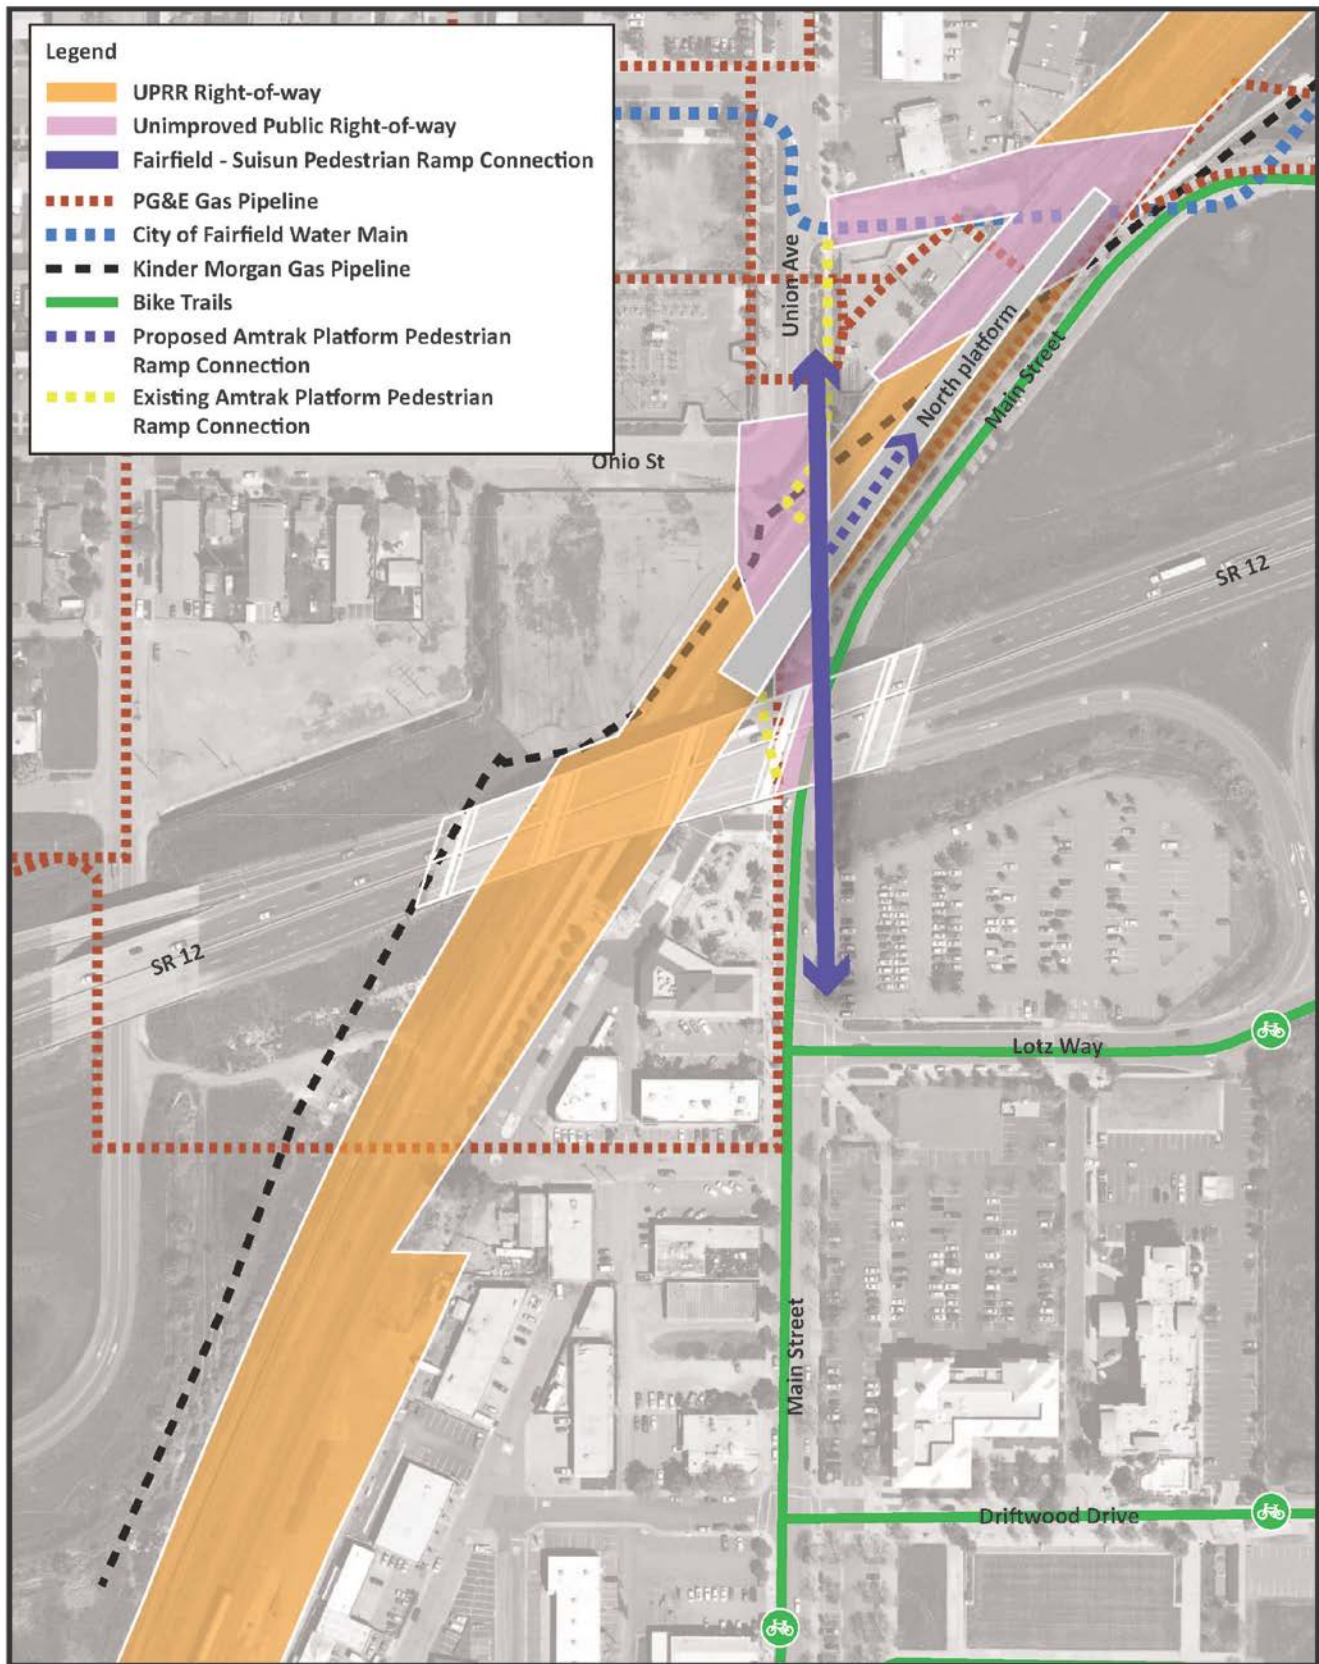 Legend
UPRR Right-of-way
Unimproved Public Right-of-way
Fairfield - Suisun Pedestrian Ramp Connection
PG&E Gas Pipeline
City of Fairfield Water Main
Kinder Morgan Gas Pipeline
Bike Trails
Proposed Amtrak Platform Pedestrian
Ramp Connection
Existing Amtrak Platform Pedestrian
Ramp Connection
Union Ave
North platform
Main Street
Ohio St
SR 12
SR 12
Lotz Way
Main Street
Driftwood Drive